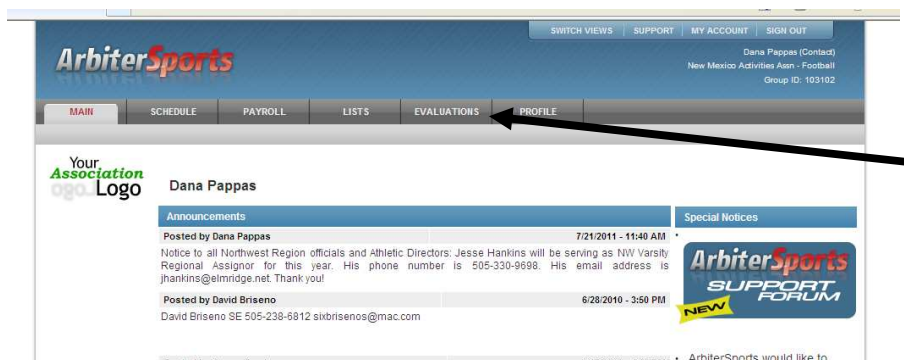 SWITCH VIEWS | SUPPORT | MY ACCOUNT | SIGN OUT
ArbiterSports
Dana Pappas (Contact)
New Mexico Activities Assn - Football
Group ID: 103102
MAIN SCHEDULE PAYROLL LISTS EVALUATIONS PROFILE
Your
Association
Logo Logo
Dana Pappas
Announcements
Special Notices
Posted by Dana Pappas 7/21/2011 - 11:40 AM
Notice to all Northwest Region officials and Athletic Directors: Jesse Hankins will be serving as NW Varsity
Regional Assignor for this year. His phone number is 505-330-9698. His email address is
jhankins@elmridge.net. Thank you!
Posted by David Briseno 6/28/2010 - 3:50 PM
David Briseno SE 505-238-6812 sixbrisenos@mac.com
ArbiterSports
SUPPORT
FORUM
NEW
• ArbiterSports would like to